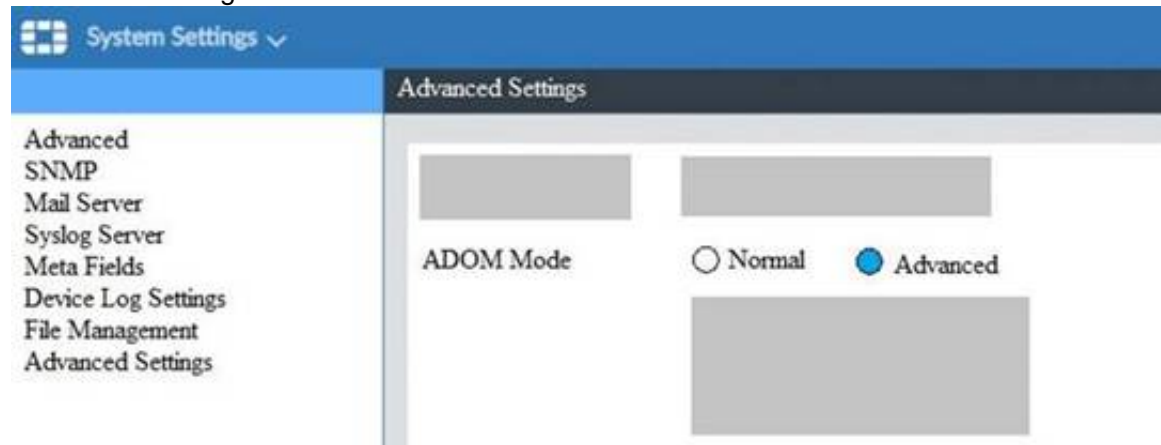 System Settings
Advanced Settings
Advanced
SNMP
Mail Server
Syslog Server
Meta Fields
Device Log Settings
File Management
Advanced Settings
ADOM Mode Normal Advanced